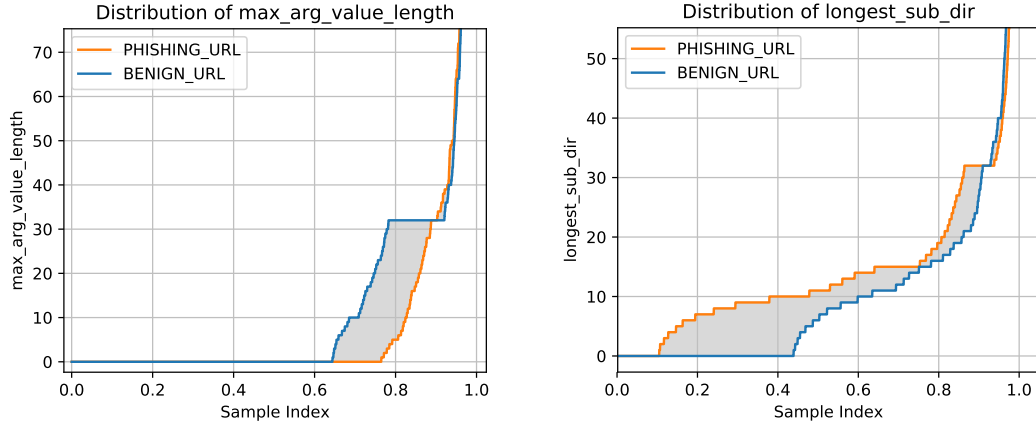 Distribution of max_arg_value_length
PHISHING_URL
BENIGN_URL
max_arg_value_length
70
60
50
40
30
20
10
0
0.0 0.2 0.4 0.6 0.8 1.0
Sample Index
Distribution of longest_sub_dir
PHISHING_URL
BENIGN_URL
longest_sub_dir
50
40
30
20
10
0
0.0 0.2 0.4 0.6 0.8 1.0
Sample Index